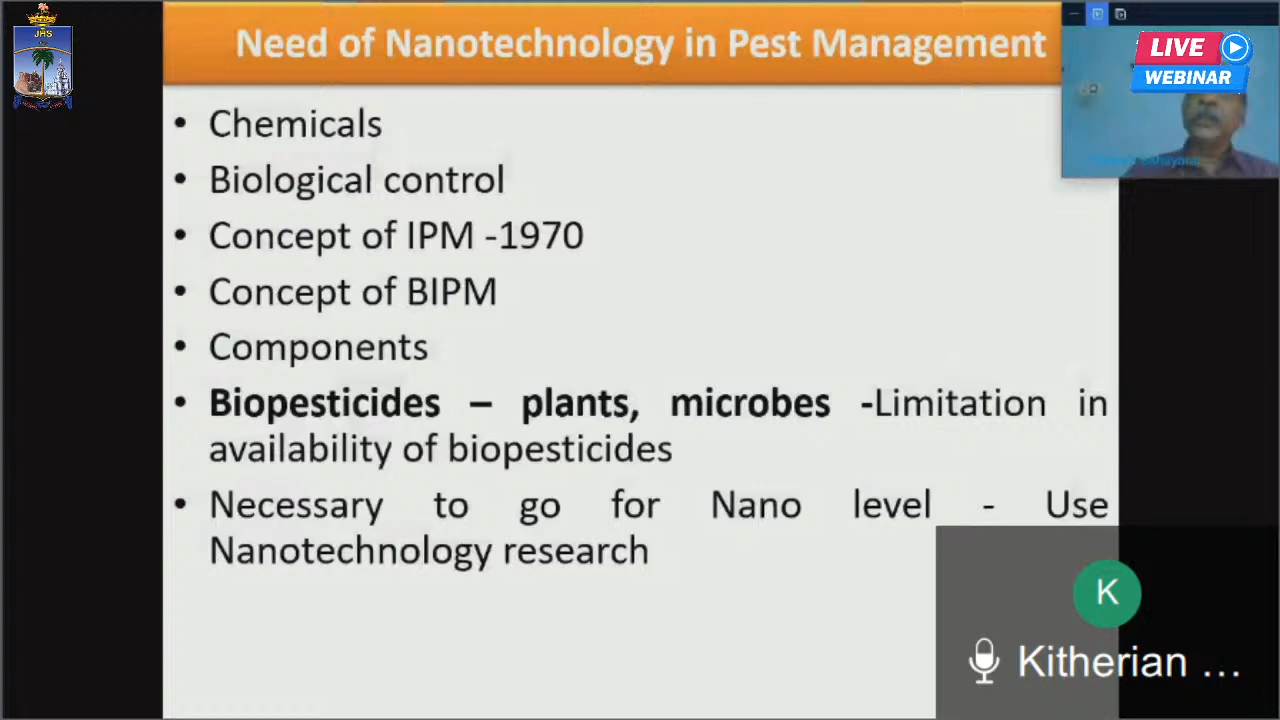 JHS
Need of Nanotechnology in Pest Management
LIVE
WEBINAR
• Chemicals
• Biological control
• Concept of IPM -1970
• Concept of BIPM
• Components
• Biopesticides – plants, microbes -Limitation in
availability of biopesticides
• Necessary to go for Nano level - Use
Nanotechnology research
K
Kitherian ...